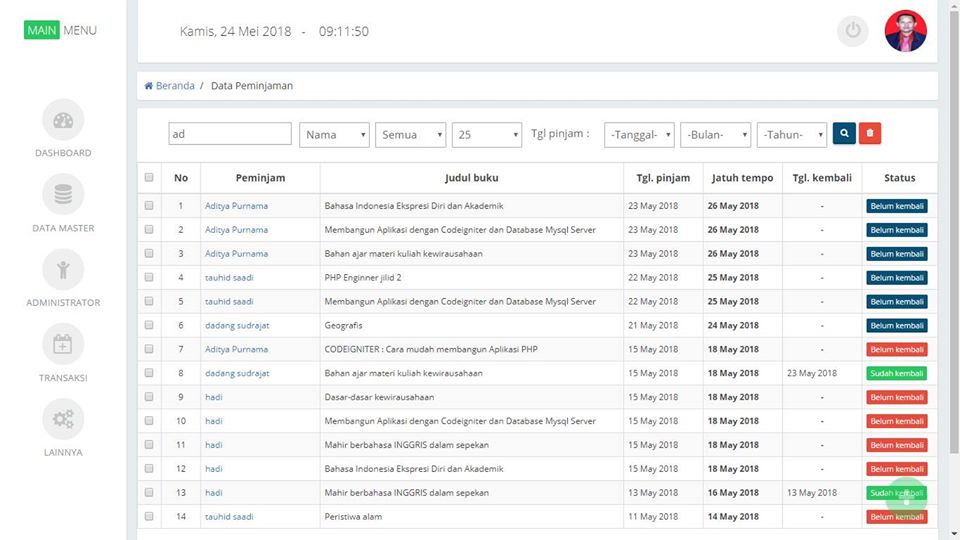 MAIN MENU
Kamis, 24 Mei 2018 - 09:11:50
Beranda / Data Peminjaman
DASHBOARD
DATA MASTER
ADMINISTRATOR
TRANSAKSI
LAINNYA
ad Nama Semua 25 Tgl pinjam : -Tanggal- -Bulan- -Tahun-
No Peminjam Judul buku Tgl. pinjam Jatuh tempo Tgl. kembali Status
1 Aditya Purnama Bahasa Indonesia Ekspresi Diri dan Akademik 23 May 2018 26 May 2018 - Belum kembali
2 Aditya Purnama Membangun Aplikasi dengan Codeigniter dan Database Mysql Server 23 May 2018 26 May 2018 - Belum kembali
3 Aditya Purnama Bahan ajar materi kuliah kewirausahaan 23 May 2018 26 May 2018 - Belum kembali
4 tauhid saadi PHP Enginner jilid 2 22 May 2018 25 May 2018 - Belum kembali
5 tauhid saadi Membangun Aplikasi dengan Codeigniter dan Database Mysql Server 22 May 2018 25 May 2018 - Belum kembali
6 dadang sudrajat Geografis 21 May 2018 24 May 2018 - Belum kembali
7 Aditya Purnama CODEIGNITER : Cara mudah membangun Aplikasi PHP 15 May 2018 18 May 2018 - Belum kembali
8 dadang sudrajat Bahan ajar materi kuliah kewirausahaan 15 May 2018 18 May 2018 23 May 2018 Sudah kembali
9 hadi Dasar-dasar kewirausahaan 15 May 2018 18 May 2018 - Belum kembali
10 hadi Membangun Aplikasi dengan Codeigniter dan Database Mysql Server 15 May 2018 18 May 2018 - Belum kembali
11 hadi Mahir berbahasa INGGRIS dalam sepekan 15 May 2018 18 May 2018 - Belum kembali
12 hadi Bahasa Indonesia Ekspresi Diri dan Akademik 15 May 2018 18 May 2018 - Belum kembali
13 hadi Mahir berbahasa INGGRIS dalam sepekan 13 May 2018 16 May 2018 13 May 2018 Sudah kembali
14 tauhid saadi Peristiwa alam 11 May 2018 14 May 2018 - Belum kembali